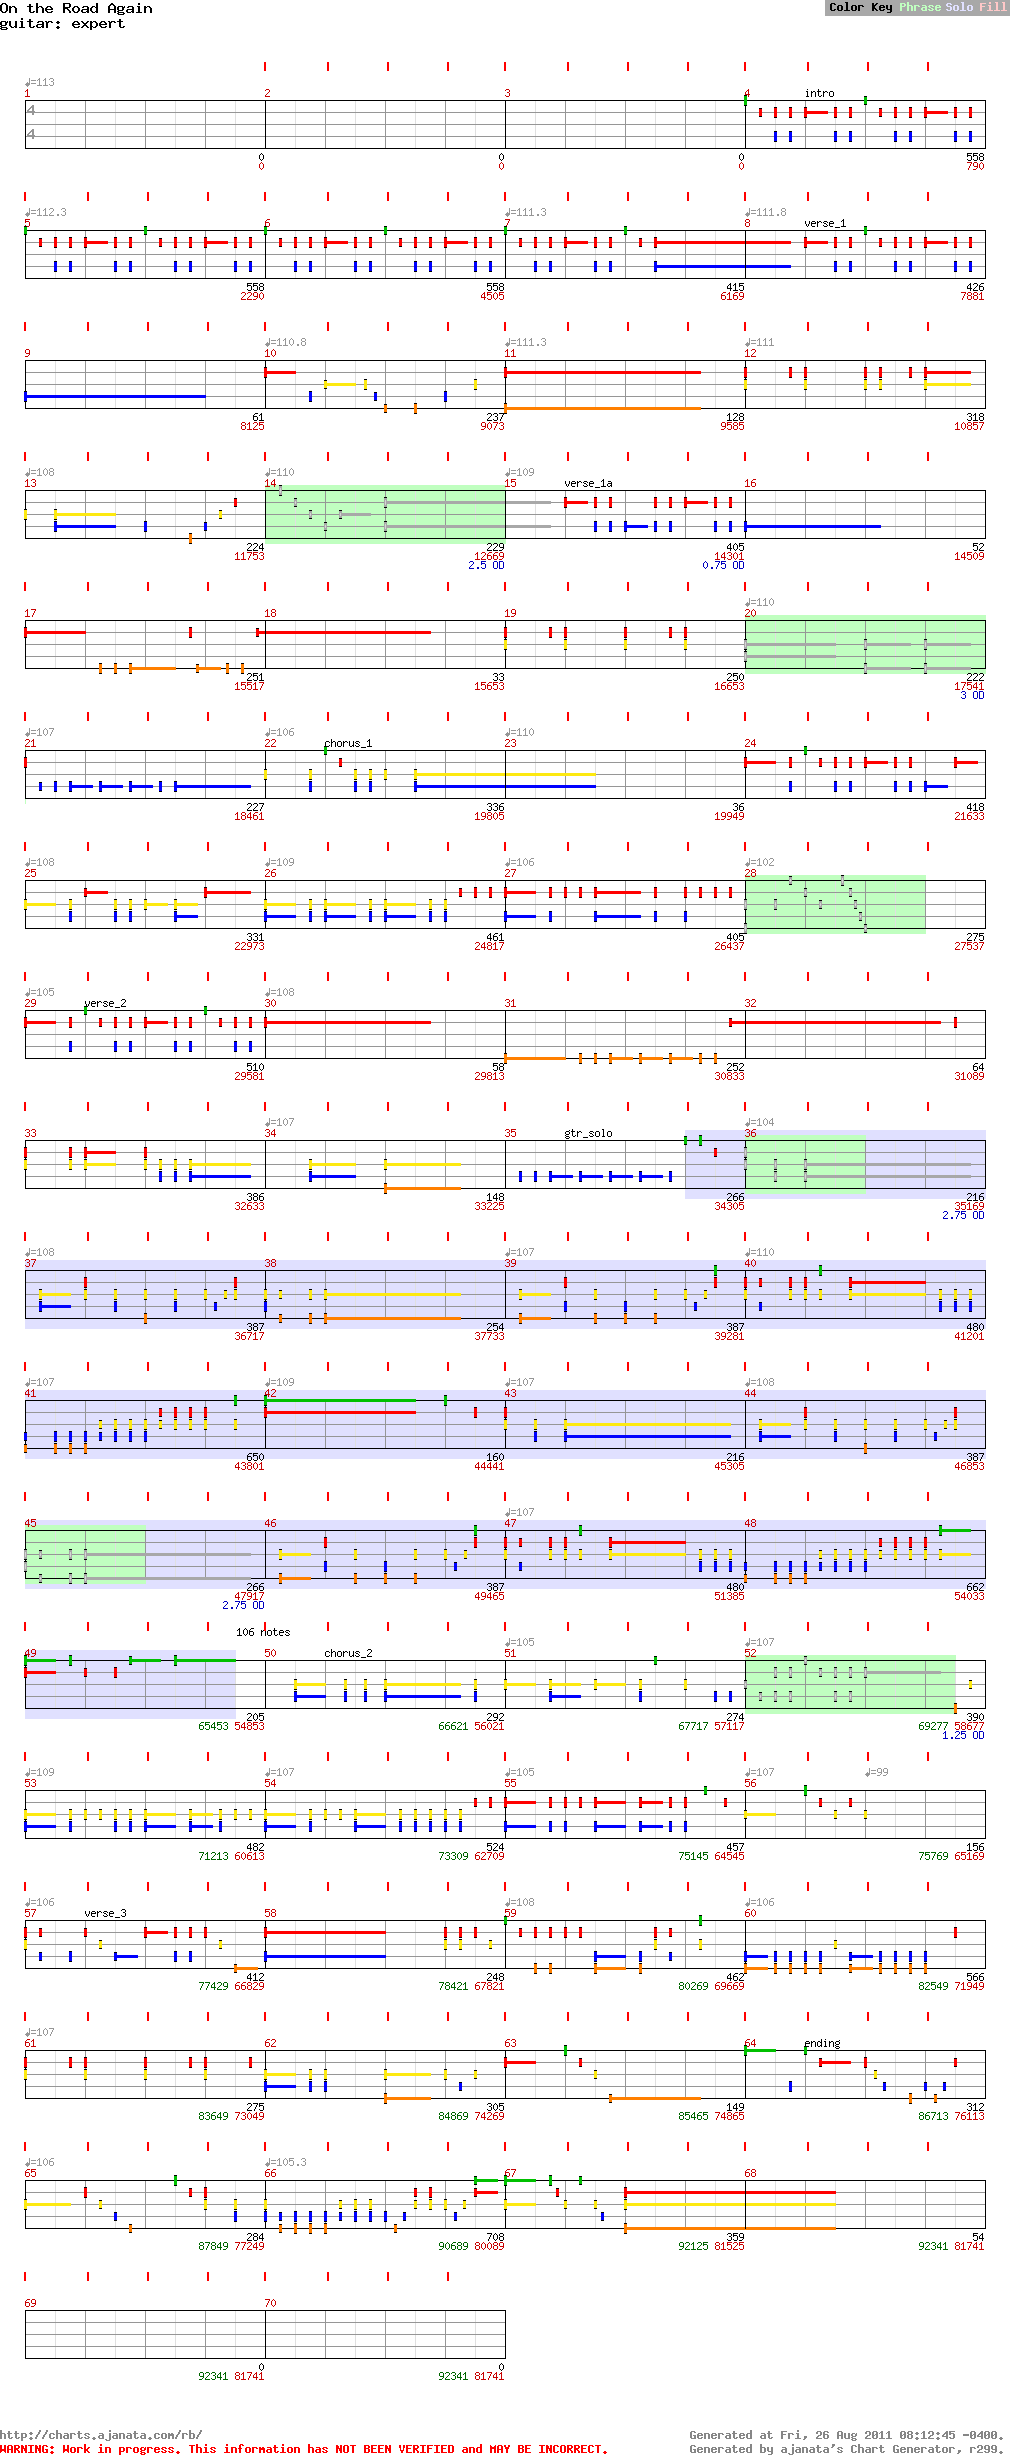 On the Road Again
guitar: expert
Color Key Phrase Solo Fill
♩=113
1 2 3 4 intro
4
4
0 0 0 558
0 0 0 790
♩=112.3 ♩=111.3 ♩=111.8
5 6 7 8 verse_1
558 558 415 426
2290 4505 6169 7881
♩=110.8 ♩=111.3 ♩=111
9 10 11 12
61 237 128 318
8125 9073 9585 10857
♩=108 ♩=110 ♩=109
13 14 15 verse_1a 16
224 229 405 52
11753 12669 14301 14509
2.5 OD 0.75 OD
♩=110
17 18 19 20
251 33 250 222
15517 15653 16653 17541
3 OD
♩=107 ♩=106 ♩=110
21 22 chorus_1 23 24
227 336 36 418
18461 19805 19949 21633
♩=108 ♩=109 ♩=106 ♩=102
25 26 27 28
331 461 405 275
22973 24817 26437 27537
♩=105 ♩=108
29 verse_2 30 31 32
510 58 252 64
29581 29813 30833 31089
♩=107 ♩=104
33 34 35 gtr_solo 36
386 148 266 216
32633 33225 34305 35169
2.75 OD
♩=108 ♩=107 ♩=110
37 38 39 40
387 254 387 480
36717 37733 39281 41201
♩=107 ♩=109 ♩=107 ♩=108
41 42 43 44
650 160 216 387
43801 44441 45305 46853
♩=107
45 46 47 48
266 387 480 662
47917 49465 51385 54033
2.75 OD
106 notes
♩=105 ♩=107
49 50 chorus_2 51 52
205 292 274 390
65453 54853 66621 56021 67717 57117 69277 58677
1.25 OD
♩=109 ♩=107 ♩=107 ♩=99
53 54 55 56
482 524 457 156
71213 60613 73309 62709 75145 64545 75769 65169
♩=106 ♩=108 ♩=106
57 verse_3 58 59 60
412 248 462 566
77429 66829 78421 67821 80269 69669 82549 71949
♩=107
61 62 63 64 ending
275 305 149 312
83649 73049 84869 74269 85465 74865 86713 76113
♩=106 ♩=105.3
65 66 67 68
284 708 359 54
87849 77249 90689 80089 92125 81525 92341 81741
69 70
0 0
92341 81741 92341 81741
http://charts.ajanata.com/rb/ Generated at Fri, 26 Aug 2011 08:12:45 -0400.
WARNING: Work in progress. This information has NOT BEEN VERIFIED and MAY BE INCORRECT. Generated by ajanata's Chart Generator, r299.